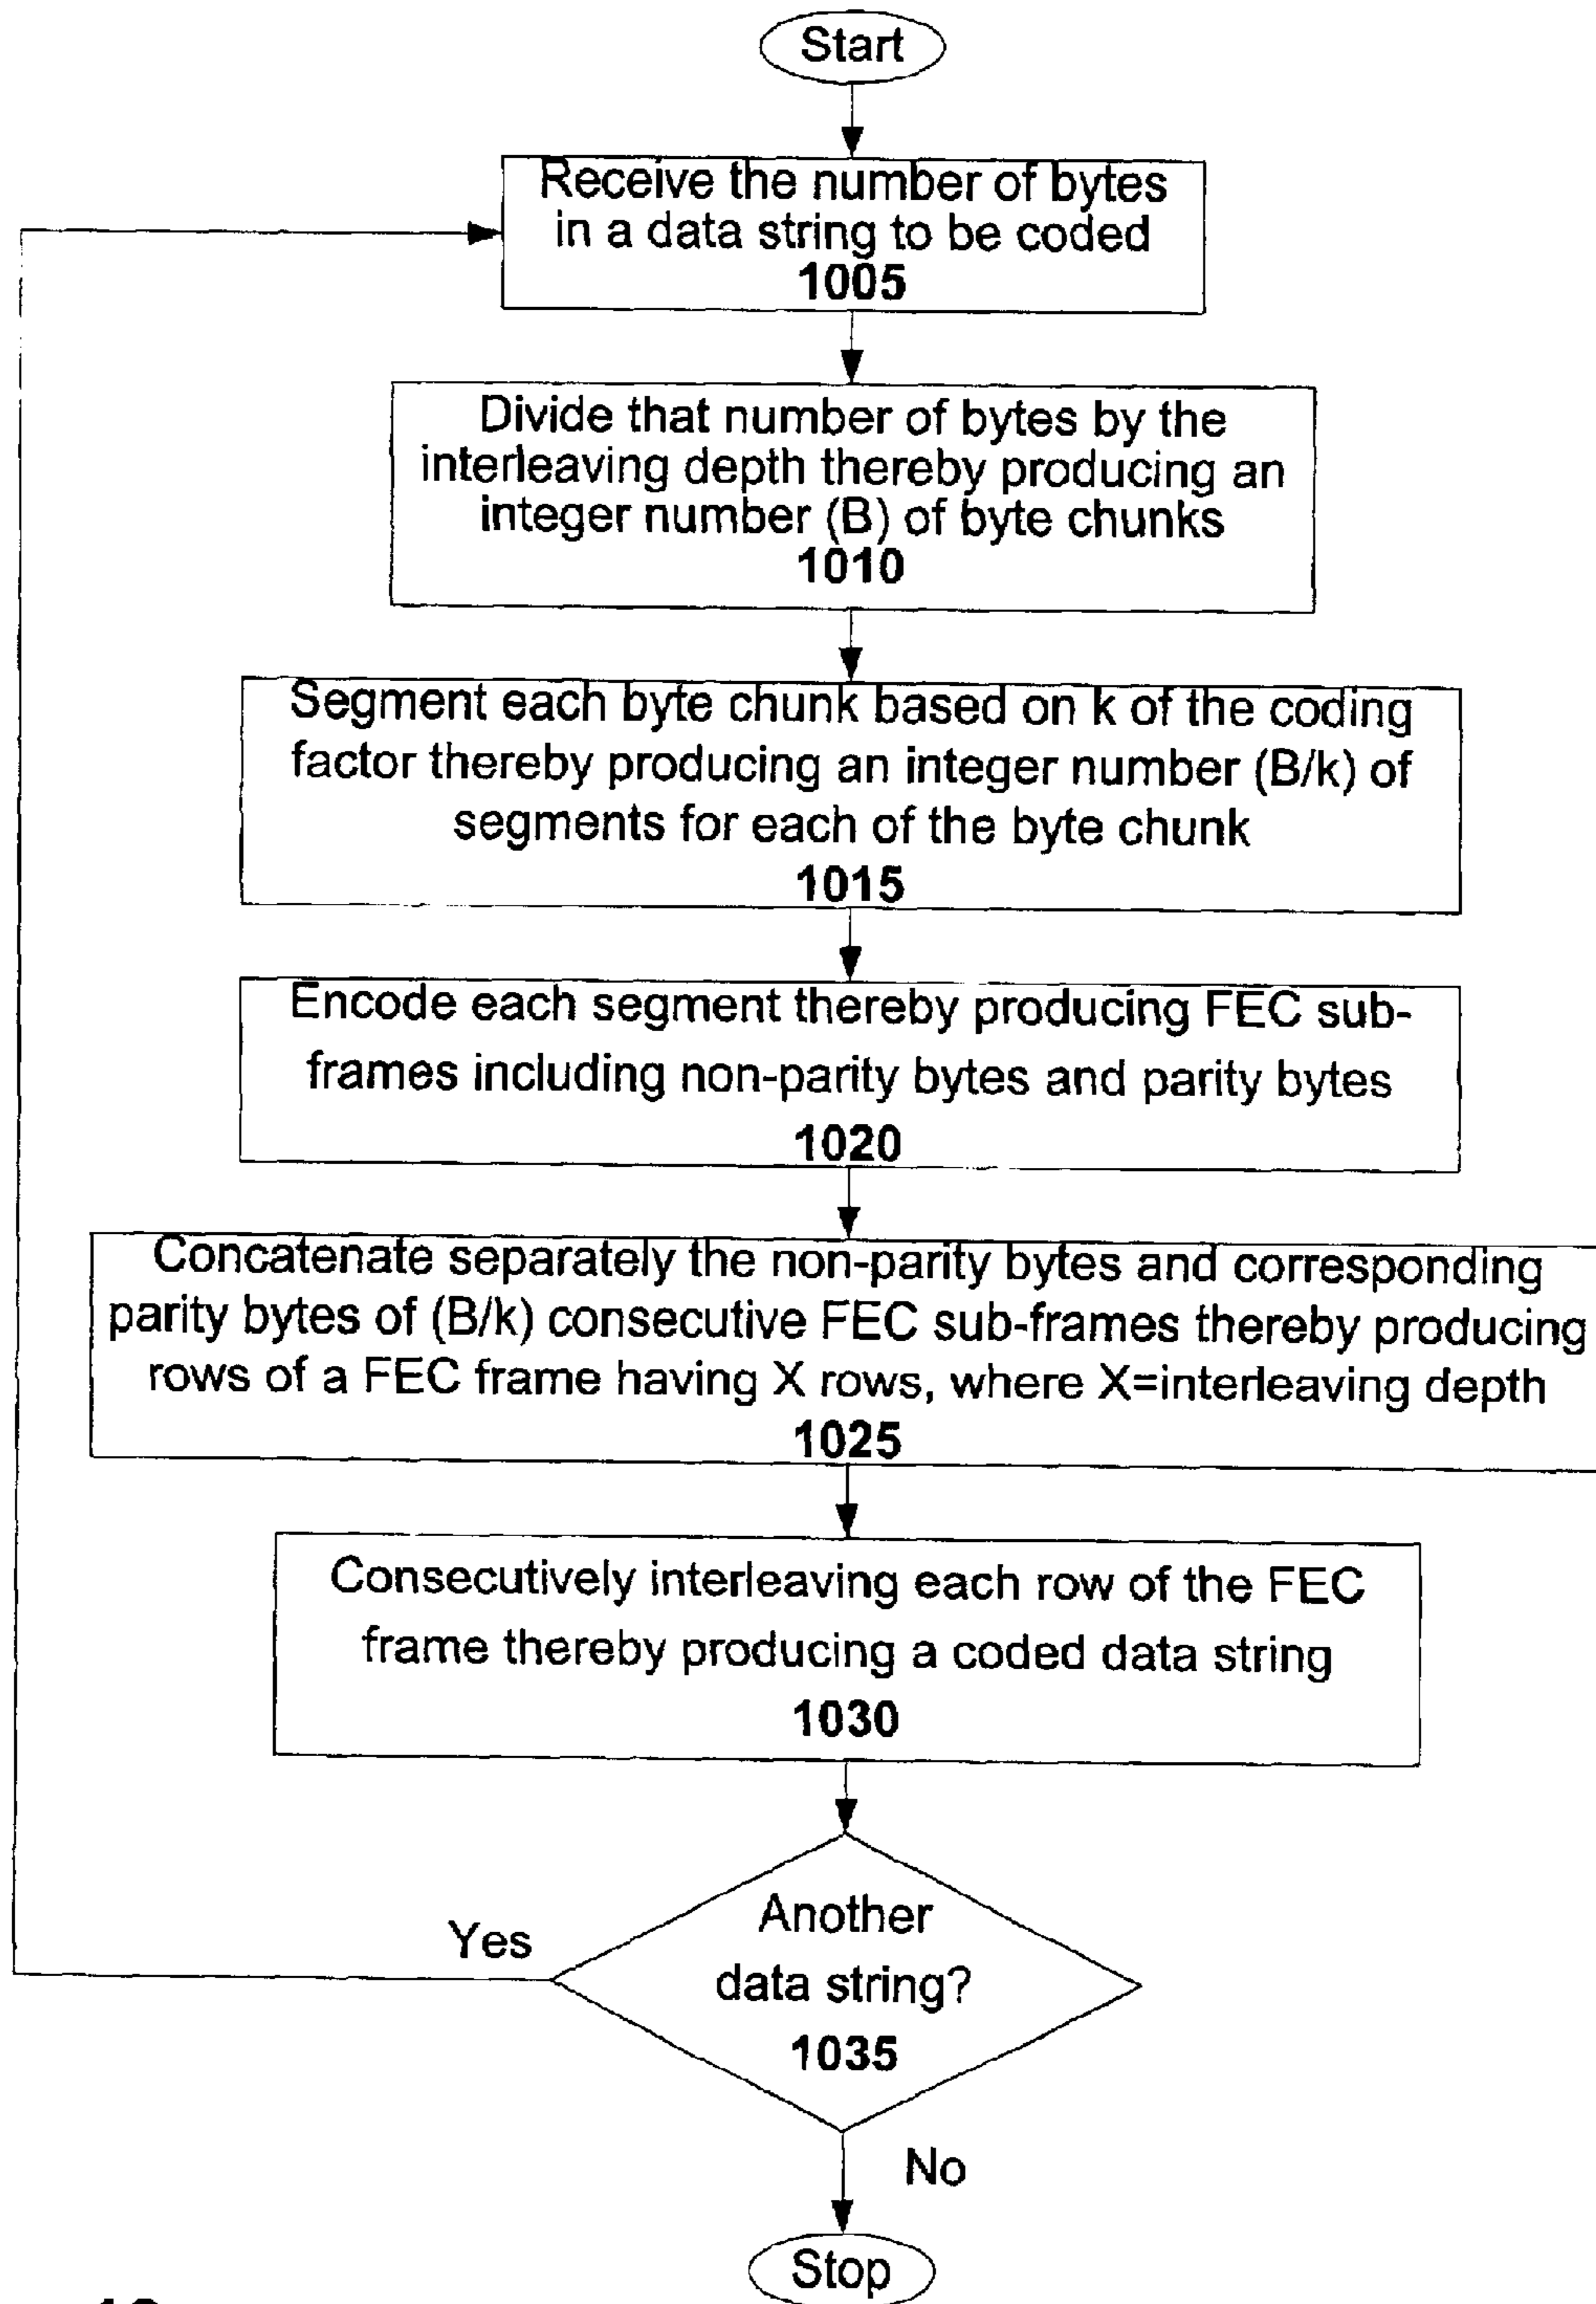 Start
Receive the number of bytes
in a data string to be coded
1005
Divide that number of bytes by the
interleaving depth thereby producing an
integer number (B) of byte chunks
1010
Segment each byte chunk based on k of the coding
factor thereby producing an integer number (B/k) of
segments for each of the byte chunk
1015
Encode each segment thereby producing FEC sub-
frames including non-parity bytes and parity bytes
1020
Concatenate separately the non-parity bytes and corresponding
parity bytes of (B/k) consecutive FEC sub-frames thereby producing
rows of a FEC frame having X rows, where X=interleaving depth
1025
Consecutively interleaving each row of the FEC
frame thereby producing a coded data string
1030
Another
Yes
data string?
1035
No
Stop